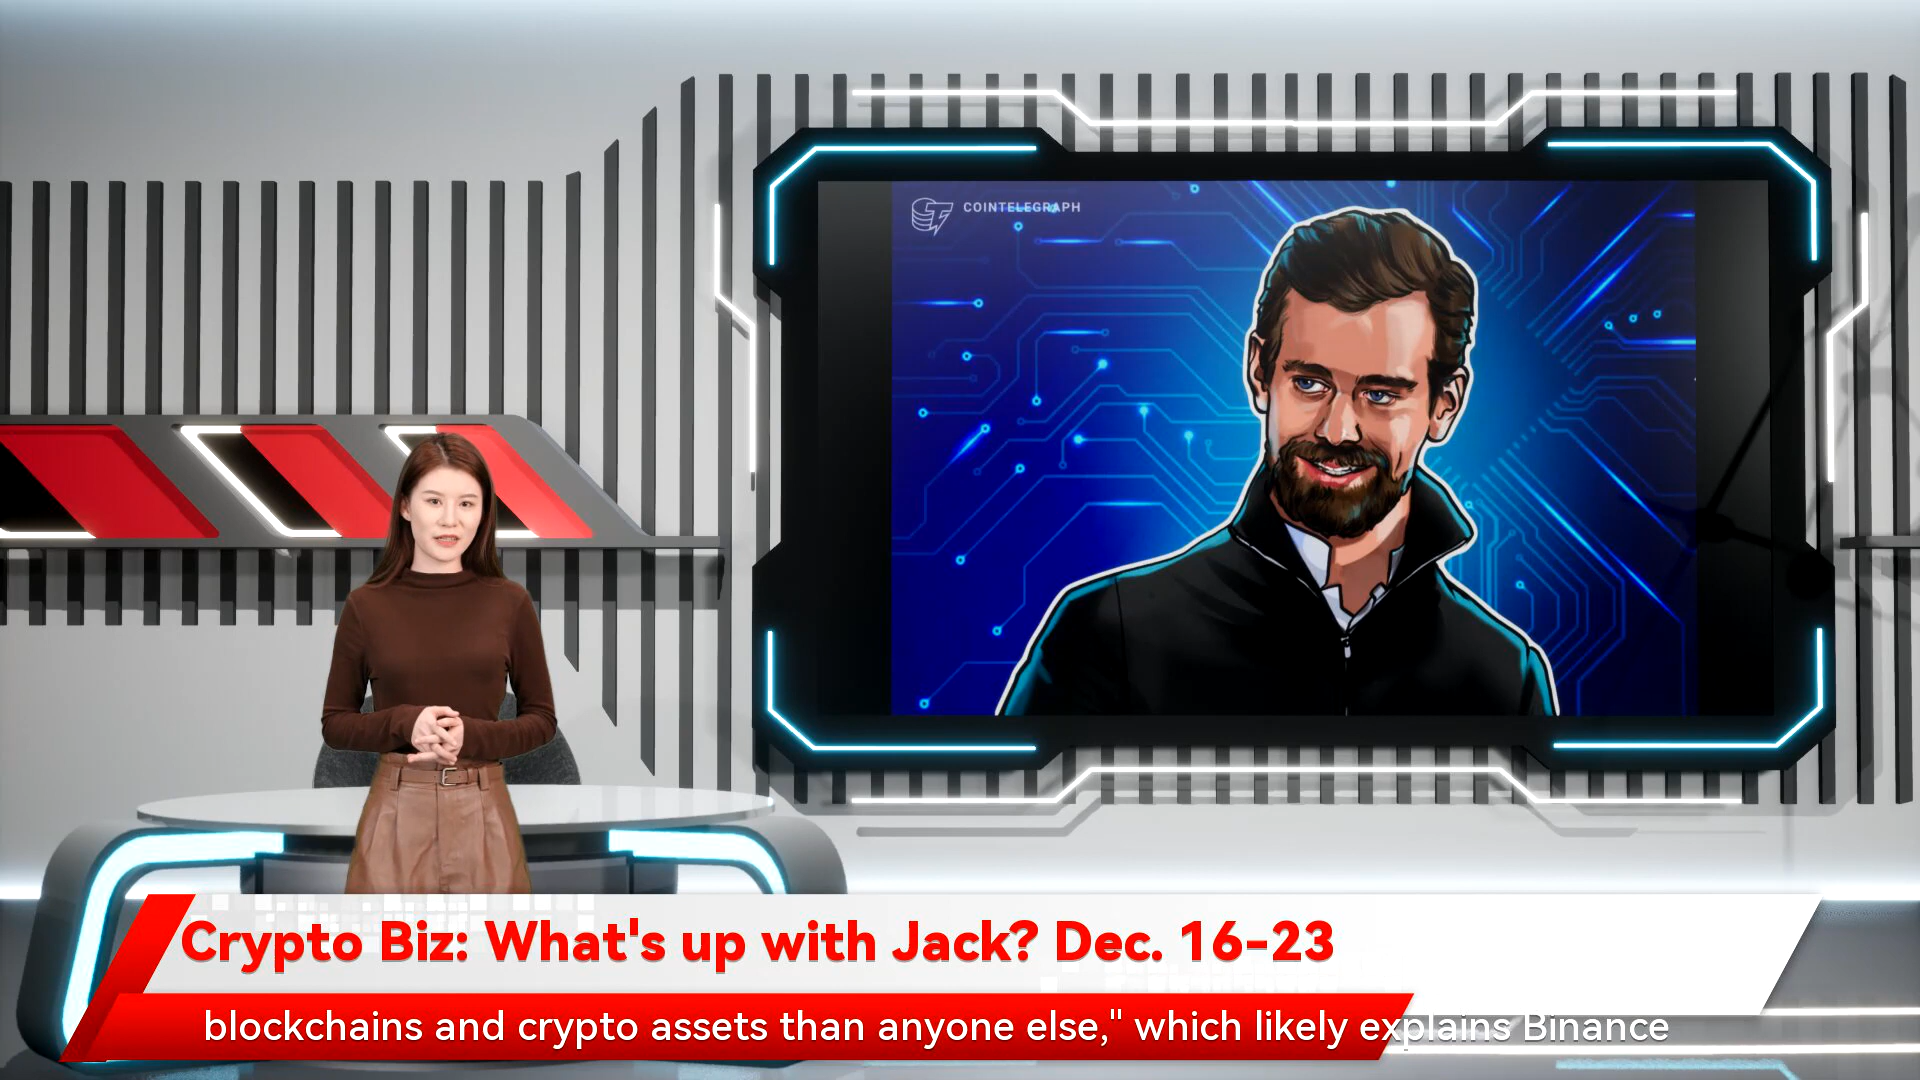 COINTELEGRAPH
Crypto Biz: What's up with Jack? Dec. 16-23
blockchains and crypto assets than anyone else," which likely explains Binance